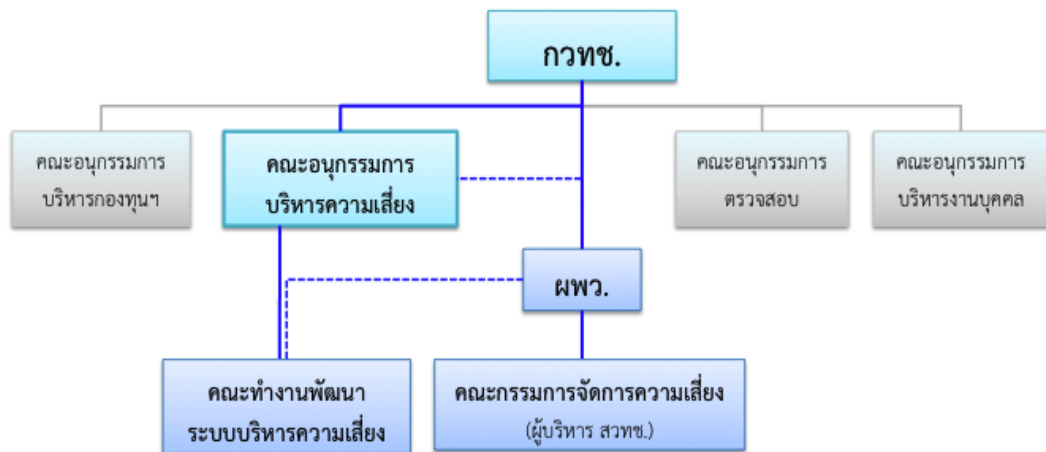 กวทช.
คณะอนุกรรมการ
บริหารกองทุนฯ
คณะอนุกรรมการ
บริหารความเสี่ยง
คณะอนุกรรมการ
ตรวจสอบ
คณะอนุกรรมการ
บริหารงานบุคคล
ผพว.
คณะทำงานพัฒนา
ระบบบริหารความเสี่ยง
คณะกรรมการจัดการความเสี่ยง
(ผู้บริหาร สวทช.)